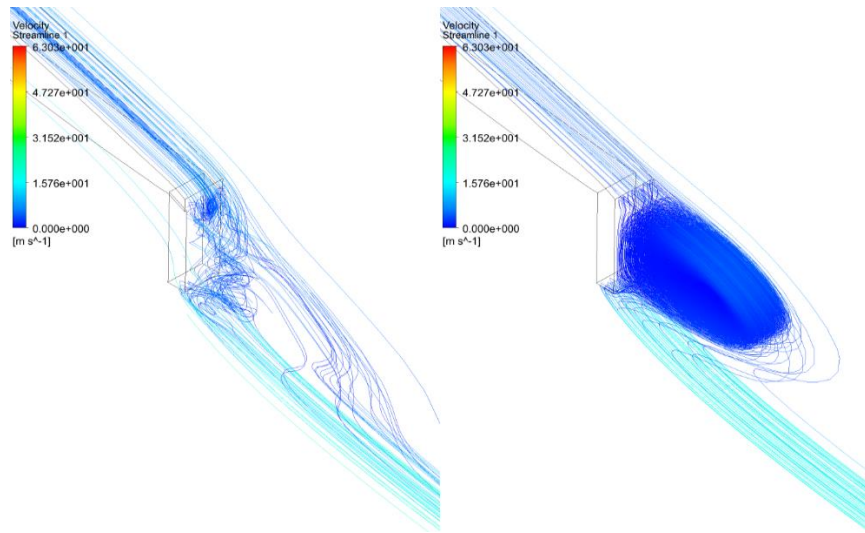 Velocity
Streamline 1
6.303e+001
4.727e+001
3.152e+001
1.576e+001
0.000e+000
[m s^-1]
Velocity
Streamline 1
6.303e+001
4.727e+001
3.152e+001
1.576e+001
0.000e+000
[m s^-1]